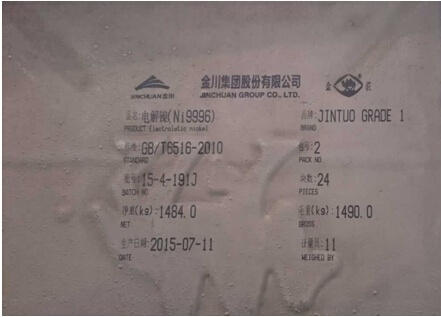 JINCHUAN 金川
金川集团股份有限公司
JINCHUAN GROUP CO., LTD.
金 驼
品名:电解镍(Ni9996)
PRODUCT (lectrolatic nickel)
品牌:JINTUO GRADE 1
BRAND
标准:GB/T6516-2010
STANDARD
包号:2
PACK NO.
批号:15-4-191J
BATCH NO
块数:24
PIECES
净重(kg):1484.0
NET
毛重(kg):1490.0
GROSS
生产日期:2015-07-11
DATE
计量员:11
WEIGHED BY